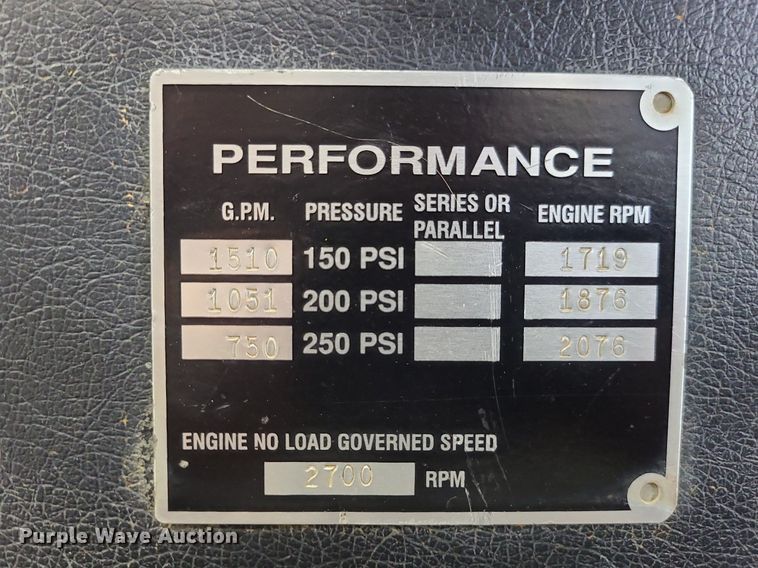 PERFORMANCE
G.P.M. PRESSURE SERIES OR PARALLEL ENGINE RPM
1510 150 PSI 1719
1051 200 PSI 1876
750 250 PSI 2076
ENGINE NO LOAD GOVERNED SPEED
2700 RPM
Purple Wave Auction